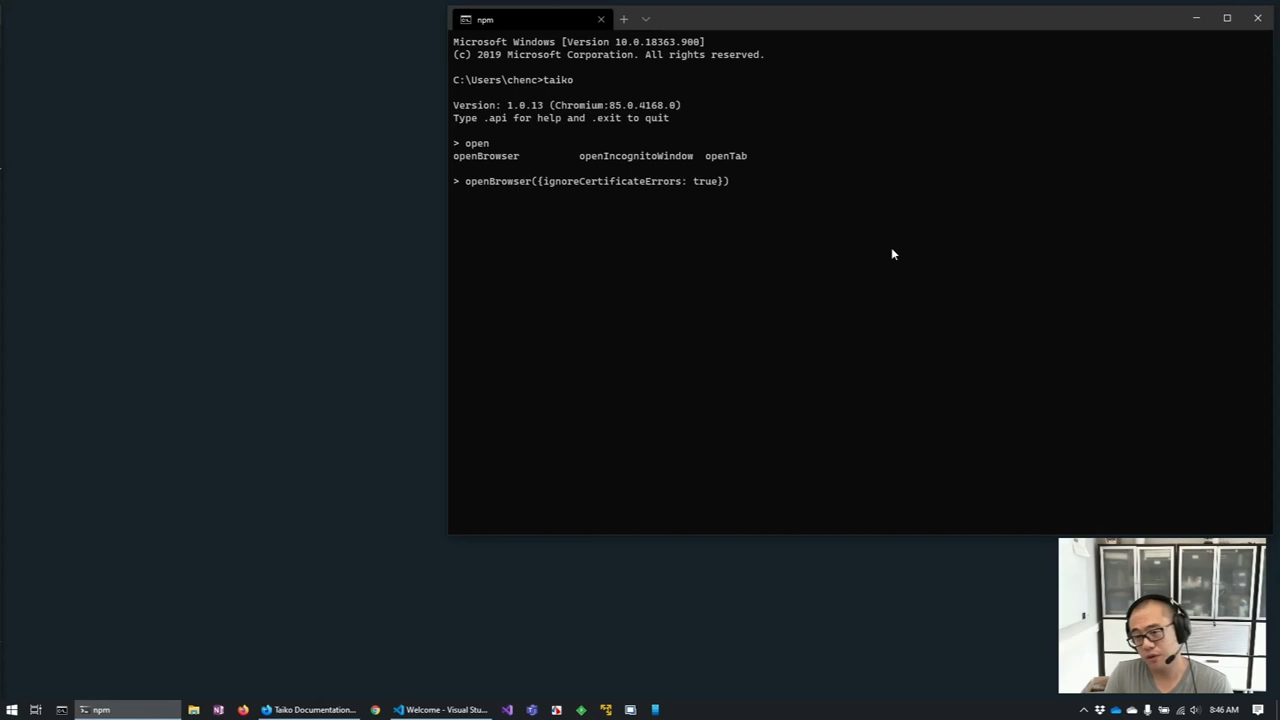 npm
Microsoft Windows [Version 10.0.18363.900]
(c) 2019 Microsoft Corporation. All rights reserved.
C:\Users\chenc>taiko
Version: 1.0.13 (Chromium:85.0.4168.0)
Type .api for help and .exit to quit
> open
openBrowser openIncognitoWindow openTab
> openBrowser({ignoreCertificateErrors: true})
npm
Taiko Documentation...
Welcome - Visual Stu...
8:46 AM